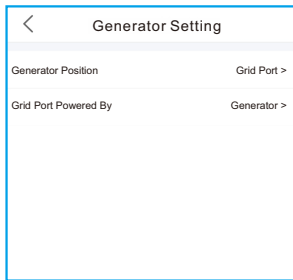 Generator Setting
Generator Position Grid Port >
Grid Port Powered By Generator >